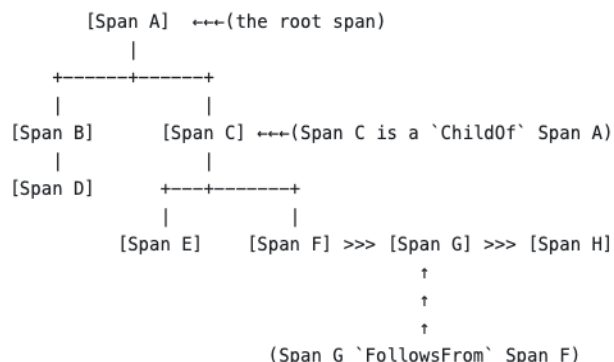 [Span A] ←←←(the root span)
|
+------+------+
| |
[Span B] [Span C] ←←←(Span C is a `ChildOf` Span A)
| |
[Span D] +---+-------+
| |
[Span E] [Span F] >>> [Span G] >>> [Span H]
↑
↑
↑
(Span G `FollowsFrom` Span F)